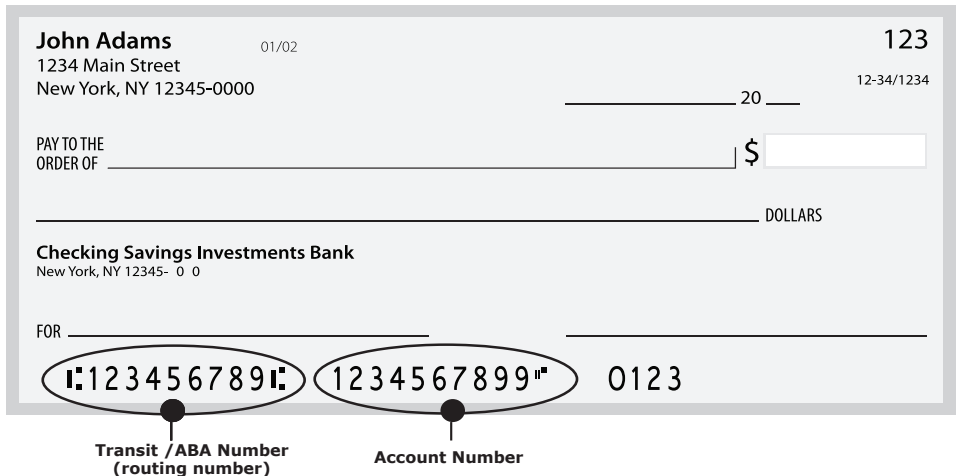 John Adams 01/02 123
1234 Main Street
New York, NY 12345-0000 12-34/1234
20
PAY TO THE
ORDER OF $
DOLLARS
Checking Savings Investments Bank
New York, NY 12345- 0 0
FOR
⑆123456789⑆ 1234567899⑈ 0123
Transit /ABA Number
(routing number)
Account Number